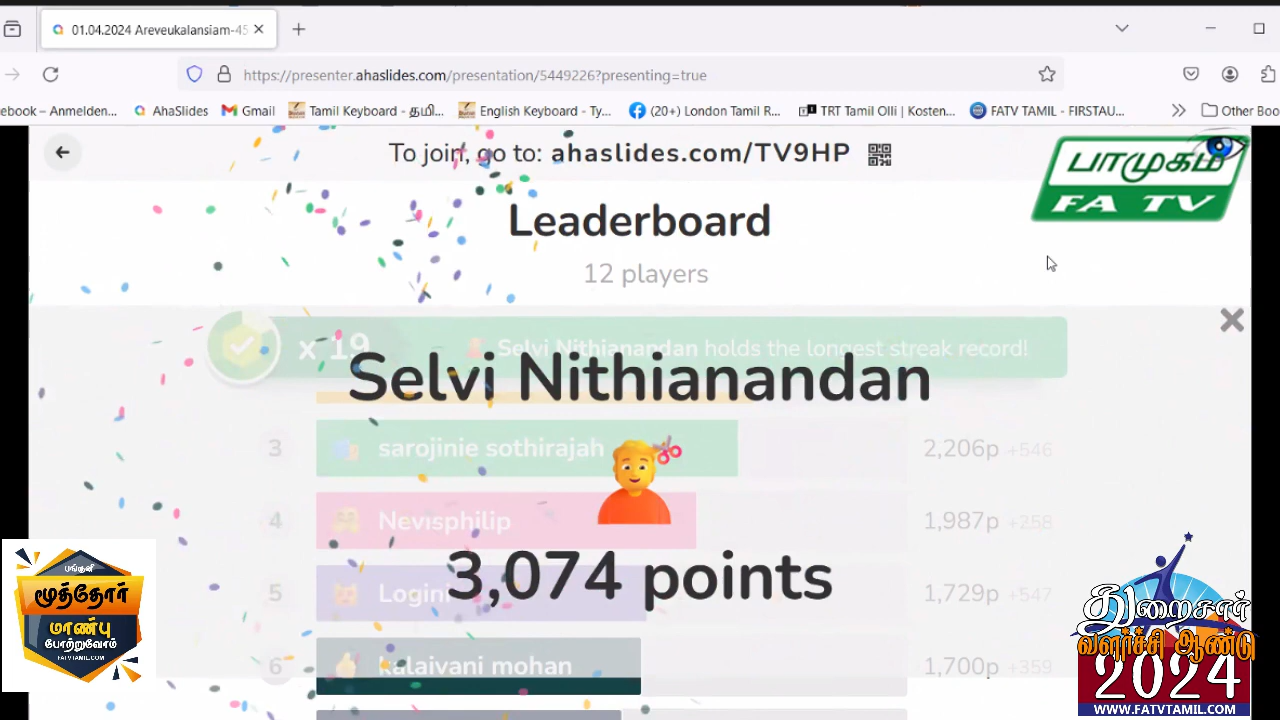 01.04.2024 Areveukalansiam-45
https://presenter.ahaslides.com/presentation/5449226?presenting=true
ebook – Anmelden...
AhaSlides
Gmail
Tamil Keyboard - தமி...
English Keyboard - Ty...
(20+) London Tamil R...
TRT Tamil Olli | Kosten...
FATV TAMIL - FIRSTAU...
Other Boo
To join, go to: ahaslides.com/TV9HP
பாமுகம்
FA TV
Leaderboard
12 players
x 19
Selvi Nithianandan holds the longest streak record!
Selvi Nithianandan
3 sarojinie sothirajah 2,206p +546
4 Nevisphilip 1,987p +258
3,074 points
5 Logini 1,729p +547
6 kalaivani mohan 1,700p +359
பங்குனி
மூத்தோர்
மாண்பு
போற்றுவோம்
FATVTAMIL.COM
துறைசார்
வளர்ச்சி ஆண்டு
2024
WWW.FATVTAMIL.COM